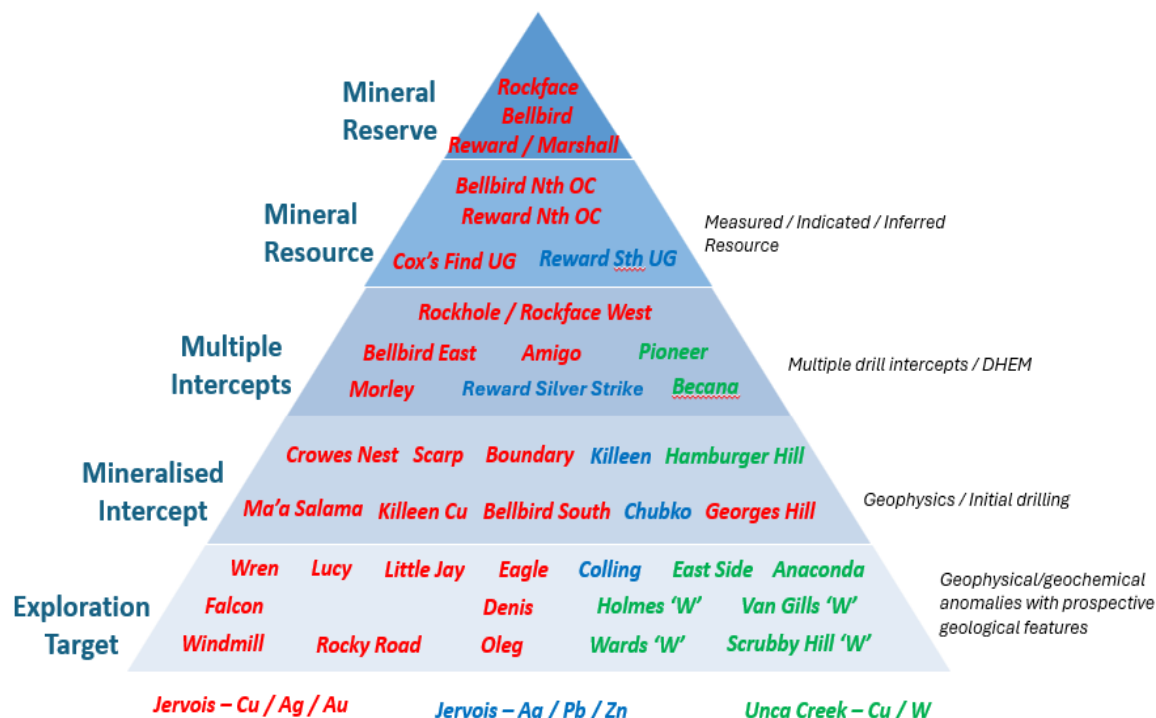 Rockface
Bellbird
Reward / Marshall
Mineral
Reserve
Bellbird Nth OC
Reward Nth OC
Cox's Find UG Reward Sth UG
Mineral
Resource
Measured / Indicated / Inferred
Resource
Rockhole / Rockface West
Bellbird East Amigo Pioneer
Morley Reward Silver Strike Becana
Multiple
Intercepts
Multiple drill intercepts / DHEM
Crowes Nest Scarp Boundary Killeen Hamburger Hill
Ma'a Salama Killeen Cu Bellbird South Chubko Georges Hill
Mineralised
Intercept
Geophysics / Initial drilling
Wren Lucy Little Jay Eagle Colling East Side Anaconda
Falcon Denis Holmes 'W' Van Gills 'W'
Windmill Rocky Road Oleg Wards 'W' Scrubby Hill 'W'
Exploration
Target
Geophysical/geochemical
anomalies with prospective
geological features
Jervois – Cu / Ag / Au Jervois – Ag / Pb / Zn Unca Creek – Cu / W